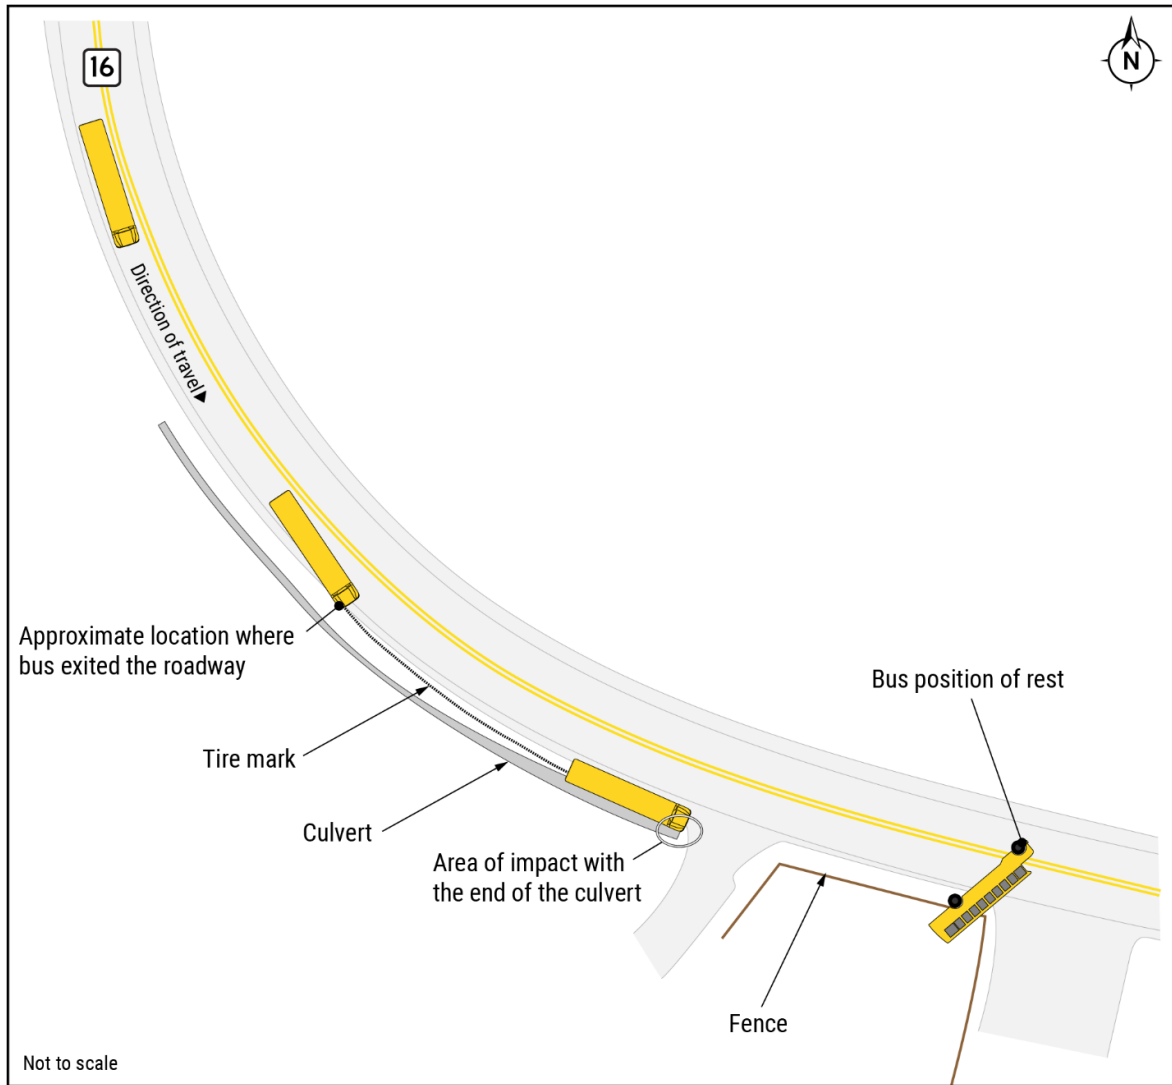 16
N
Direction of travel
Approximate location where
bus exited the roadway
Bus position of rest
Tire mark
Culvert
Area of impact with
the end of the culvert
Fence
Not to scale